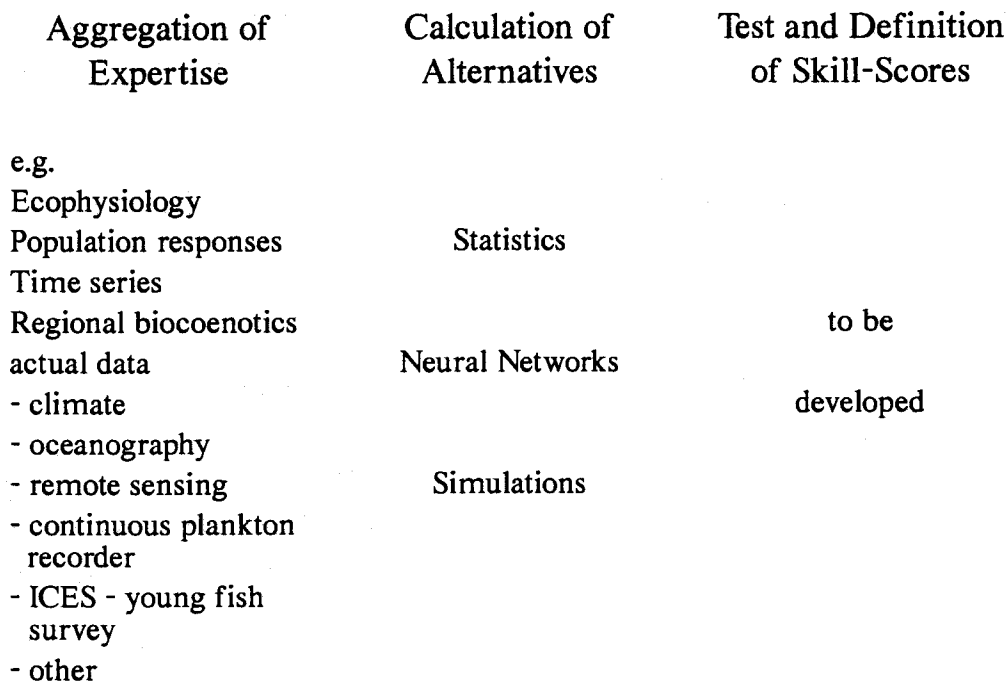 Aggregation of
Expertise
Calculation of
Alternatives
Test and Definition
of Skill-Scores
e.g.
Ecophysiology
Population responses
Time series
Regional biocoenotics
actual data
- climate
- oceanography
- remote sensing
- continuous plankton
recorder
- ICES - young fish
survey
- other
Statistics
Neural Networks
Simulations
to be
developed